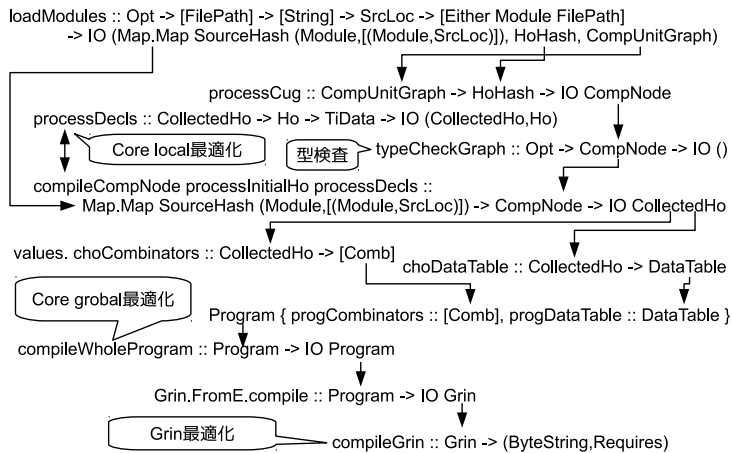 loadModules :: Opt -> [FilePath] -> [String] -> SrcLoc -> [Either Module FilePath]
-> IO (Map.Map SourceHash (Module,[(Module,SrcLoc)]), HoHash, CompUnitGraph)
processCug :: CompUnitGraph -> HoHash -> IO CompNode
processDecls :: CollectedHo -> Ho -> TiData -> IO (CollectedHo,Ho)
Core local最適化
型検査
typeCheckGraph :: Opt -> CompNode -> IO ()
compileCompNode processInitialHo processDecls ::
Map.Map SourceHash (Module,[(Module,SrcLoc)]) -> CompNode -> IO CollectedHo
values. choCombinators :: CollectedHo -> [Comb]
choDataTable :: CollectedHo -> DataTable
Core grobal最適化
Program { progCombinators :: [Comb], progDataTable :: DataTable }
compileWholeProgram :: Program -> IO Program
Grin.FromE.compile :: Program -> IO Grin
Grin最適化
compileGrin :: Grin -> (ByteString,Requires)